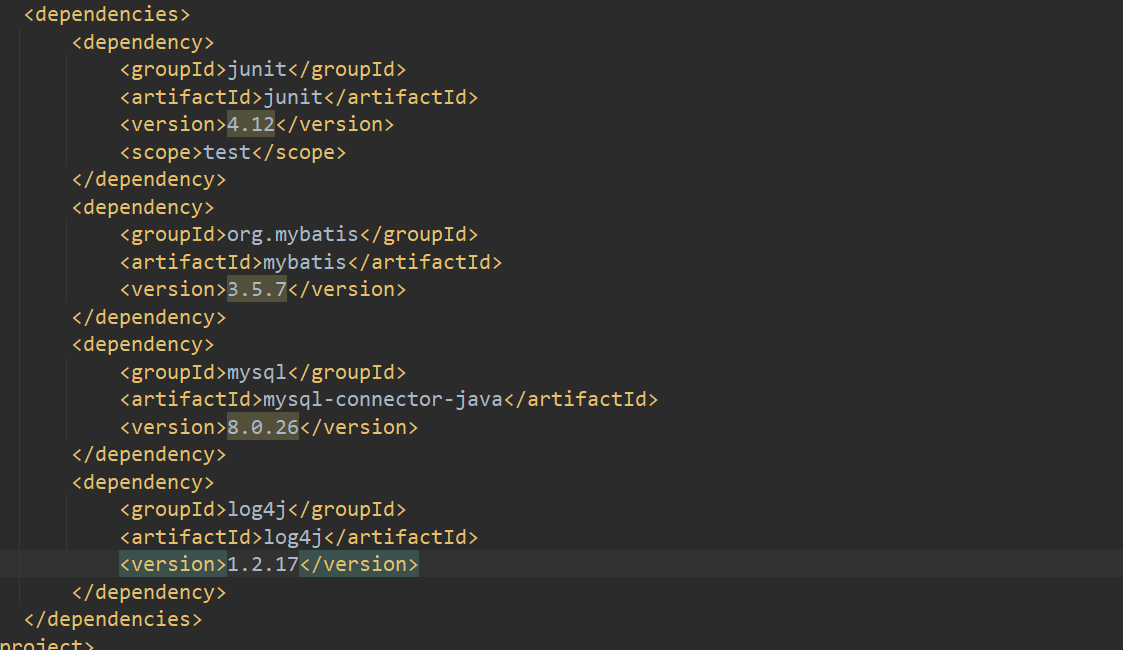 <dependencies>
<dependency>
<groupId>junit</groupId>
<artifactId>junit</artifactId>
<version>4.12</version>
<scope>test</scope>
</dependency>
<dependency>
<groupId>org.mybatis</groupId>
<artifactId>mybatis</artifactId>
<version>3.5.7</version>
</dependency>
<dependency>
<groupId>mysql</groupId>
<artifactId>mysql-connector-java</artifactId>
<version>8.0.26</version>
</dependency>
<dependency>
<groupId>log4j</groupId>
<artifactId>log4j</artifactId>
<version>1.2.17</version>
</dependency>
</dependencies>
project>